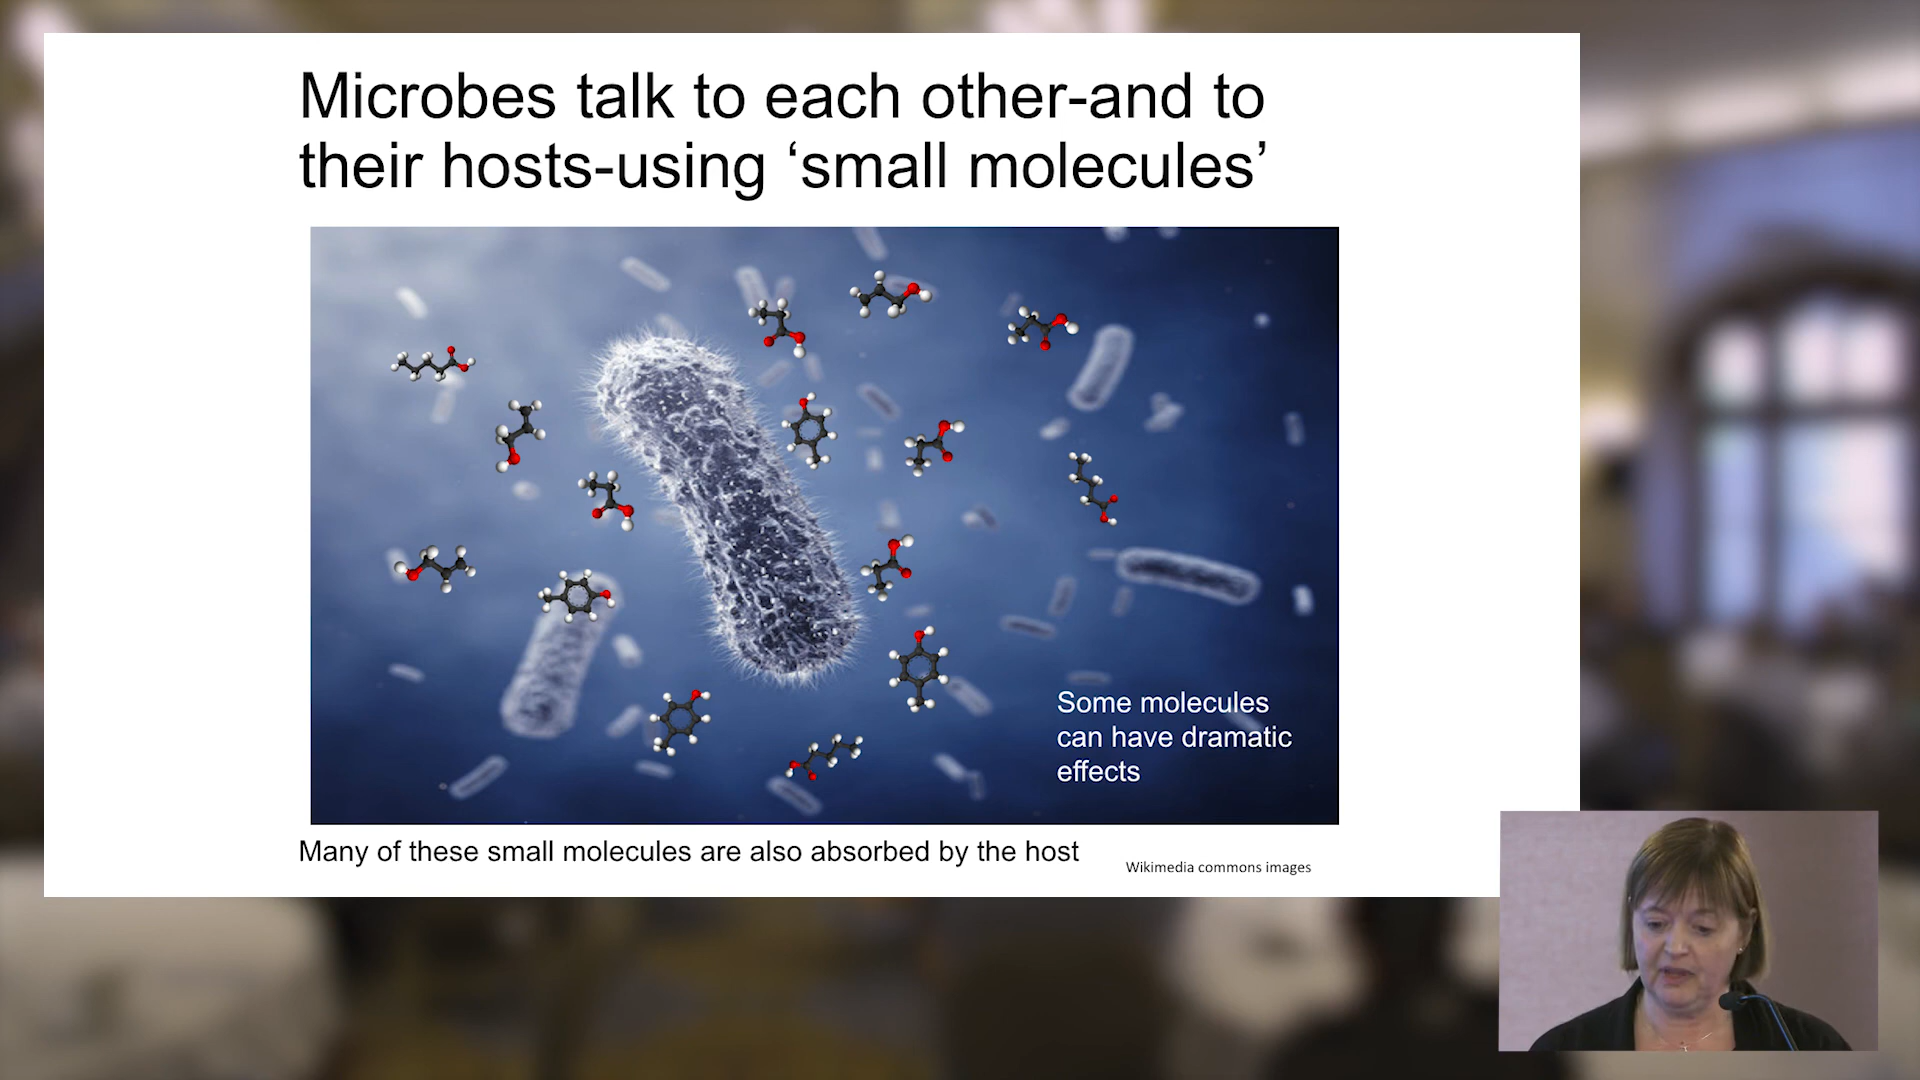 Microbes talk to each other-and to
their hosts-using ‘small molecules’
Some molecules
can have dramatic
effects
Many of these small molecules are also absorbed by the host
Wikimedia commons images